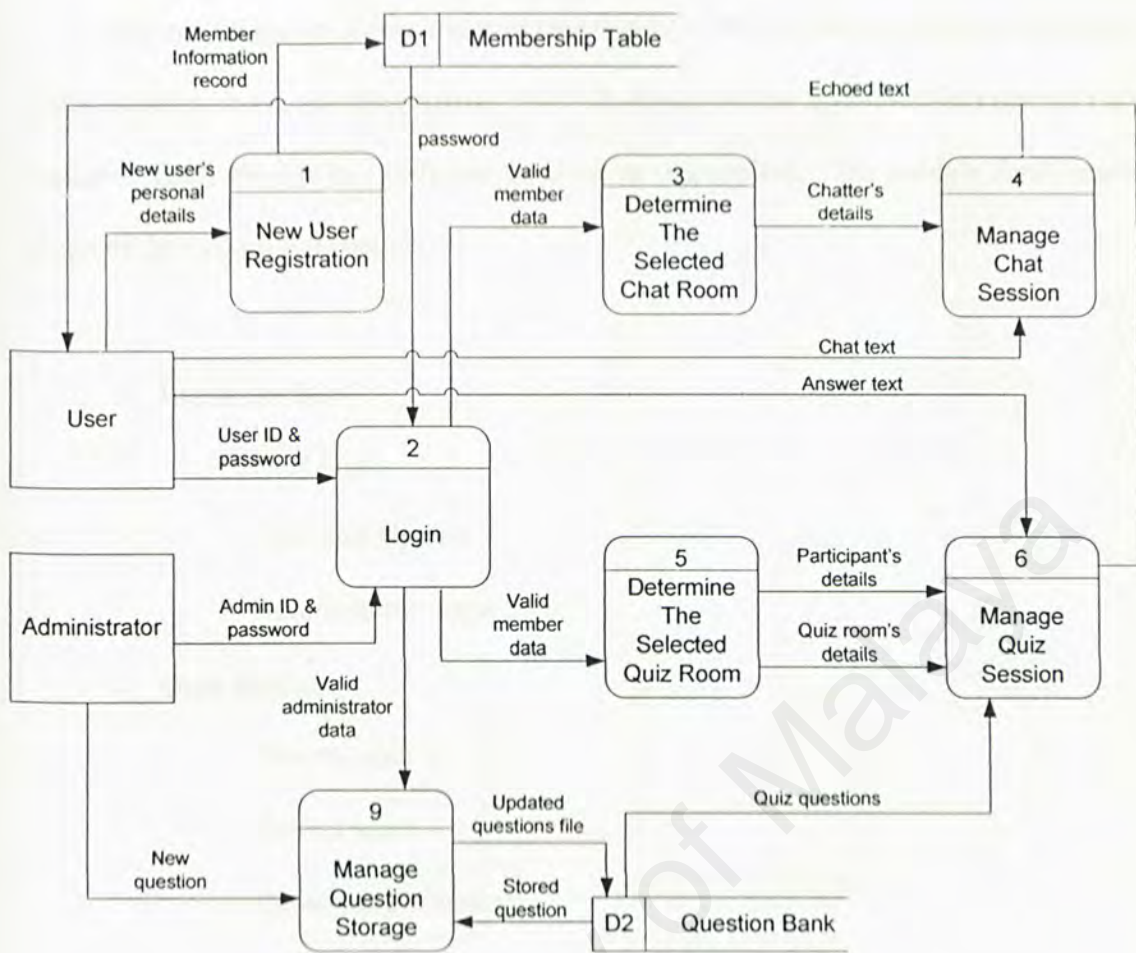 Member
Information
record
D1 Membership Table
Echoed text
password
New user's
personal
details
1
New User
Registration
Valid
member
data
3
Determine
The
Selected
Chat Room
Chatter's
details
4
Manage
Chat
Session
Chat text
Answer text
User
User ID &
password
2
Login
Administrator
Admin ID &
password
Valid
member
data
5
Determine
The
Selected
Quiz Room
Participant's
details
Quiz room's
details
6
Manage
Quiz
Session
Valid
administrator
data
9
Manage
Question
Storage
New
question
Updated
questions file
Stored
question
Quiz questions
D2 Question Bank
of Malaya